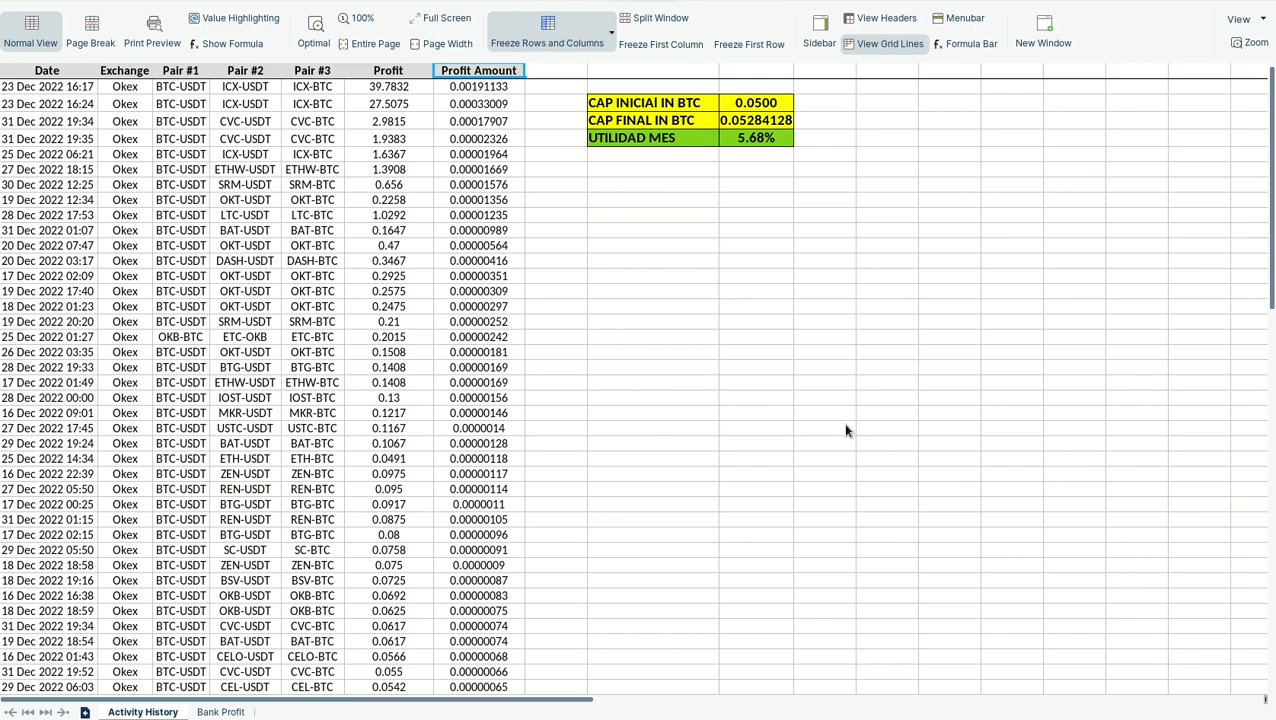 Normal View
Page Break
Print Preview
Value Highlighting
Show Formula
Optimal
100%
Entire Page
Full Screen
Page Width
Freeze Rows and Columns
Split Window
Freeze First Column
Freeze First Row
Sidebar
View Headers
View Grid Lines
Menubar
Formula Bar
New Window
View
Zoom
Date Exchange Pair #1 Pair #2 Pair #3 Profit Profit Amount
23 Dec 2022 16:17 Okex BTC-USDT ICX-USDT ICX-BTC 39.7832 0.00191133
23 Dec 2022 16:24 Okex BTC-USDT ICX-USDT ICX-BTC 27.5075 0.00033009 CAP INICIAl IN BTC 0.0500
31 Dec 2022 19:34 Okex BTC-USDT CVC-USDT CVC-BTC 2.9815 0.00017907 CAP FINAL IN BTC 0.05284128
31 Dec 2022 19:35 Okex BTC-USDT CVC-USDT CVC-BTC 1.9383 0.00002326 UTILIDAD MES 5.68%
25 Dec 2022 06:21 Okex BTC-USDT ICX-USDT ICX-BTC 1.6367 0.00001964
27 Dec 2022 18:15 Okex BTC-USDT ETHW-USDT ETHW-BTC 1.3908 0.00001669
30 Dec 2022 12:25 Okex BTC-USDT SRM-USDT SRM-BTC 0.656 0.00001576
19 Dec 2022 12:34 Okex BTC-USDT OKT-USDT OKT-BTC 0.2258 0.00001356
28 Dec 2022 17:53 Okex BTC-USDT LTC-USDT LTC-BTC 1.0292 0.00001235
31 Dec 2022 01:07 Okex BTC-USDT BAT-USDT BAT-BTC 0.1647 0.00000989
20 Dec 2022 07:47 Okex BTC-USDT OKT-USDT OKT-BTC 0.47 0.00000564
20 Dec 2022 03:17 Okex BTC-USDT DASH-USDT DASH-BTC 0.3467 0.00000416
17 Dec 2022 02:09 Okex BTC-USDT OKT-USDT OKT-BTC 0.2925 0.00000351
19 Dec 2022 17:40 Okex BTC-USDT OKT-USDT OKT-BTC 0.2575 0.00000309
18 Dec 2022 01:23 Okex BTC-USDT OKT-USDT OKT-BTC 0.2475 0.00000297
19 Dec 2022 20:20 Okex BTC-USDT SRM-USDT SRM-BTC 0.21 0.00000252
25 Dec 2022 01:27 Okex OKB-BTC ETC-OKB ETC-BTC 0.2015 0.00000242
26 Dec 2022 03:35 Okex BTC-USDT OKT-USDT OKT-BTC 0.1508 0.00000181
28 Dec 2022 19:33 Okex BTC-USDT BTG-USDT BTG-BTC 0.1408 0.00000169
17 Dec 2022 01:49 Okex BTC-USDT ETHW-USDT ETHW-BTC 0.1408 0.00000169
28 Dec 2022 00:00 Okex BTC-USDT IOST-USDT IOST-BTC 0.13 0.00000156
16 Dec 2022 09:01 Okex BTC-USDT MKR-USDT MKR-BTC 0.1217 0.00000146
27 Dec 2022 17:45 Okex BTC-USDT USTC-USDT USTC-BTC 0.1167 0.0000014
29 Dec 2022 19:24 Okex BTC-USDT BAT-USDT BAT-BTC 0.1067 0.00000128
25 Dec 2022 14:34 Okex BTC-USDT ETH-USDT ETH-BTC 0.0491 0.00000118
16 Dec 2022 22:39 Okex BTC-USDT ZEN-USDT ZEN-BTC 0.0975 0.00000117
27 Dec 2022 05:50 Okex BTC-USDT REN-USDT REN-BTC 0.095 0.00000114
17 Dec 2022 00:25 Okex BTC-USDT BTG-USDT BTG-BTC 0.0917 0.0000011
31 Dec 2022 01:15 Okex BTC-USDT REN-USDT REN-BTC 0.0875 0.00000105
17 Dec 2022 02:15 Okex BTC-USDT BTG-USDT BTG-BTC 0.08 0.00000096
29 Dec 2022 05:50 Okex BTC-USDT SC-USDT SC-BTC 0.0758 0.00000091
18 Dec 2022 18:58 Okex BTC-USDT ZEN-USDT ZEN-BTC 0.075 0.0000009
18 Dec 2022 19:16 Okex BTC-USDT BSV-USDT BSV-BTC 0.0725 0.00000087
16 Dec 2022 16:38 Okex BTC-USDT OKB-USDT OKB-BTC 0.0692 0.00000083
18 Dec 2022 18:59 Okex BTC-USDT OKB-USDT OKB-BTC 0.0625 0.00000075
31 Dec 2022 19:34 Okex BTC-USDT CVC-USDT CVC-BTC 0.0617 0.00000074
19 Dec 2022 18:54 Okex BTC-USDT BAT-USDT BAT-BTC 0.0617 0.00000074
16 Dec 2022 01:43 Okex BTC-USDT CELO-USDT CELO-BTC 0.0566 0.00000068
31 Dec 2022 19:52 Okex BTC-USDT CVC-USDT CVC-BTC 0.055 0.00000066
29 Dec 2022 06:03 Okex BTC-USDT CEL-USDT CEL-BTC 0.0542 0.00000065
Activity History Bank Profit